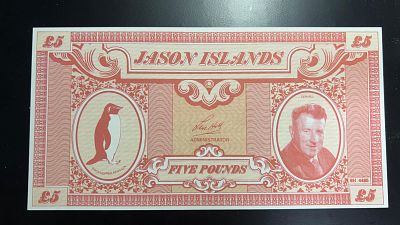 £5 £5
JASON ISLANDS
ADMINISTRATOR
FIVE POUNDS
£5 £5